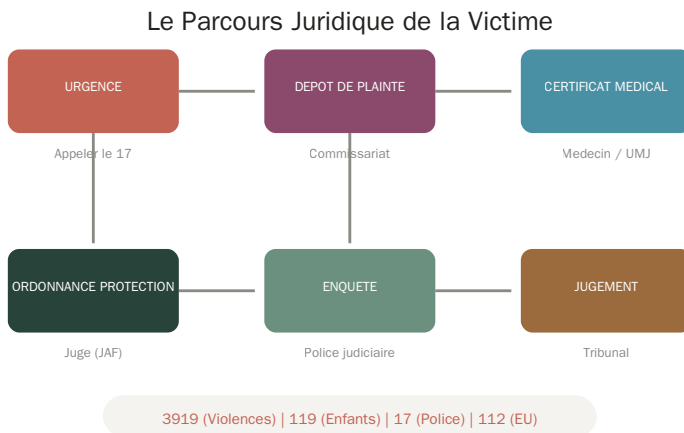 Le Parcours Juridique de la Victime
URGENCE
DEPOT DE PLAINTE
CERTIFICAT MEDICAL
Appeler le 17
Commissariat
Medecin / UMJ
ORDONNANCE PROTECTION
ENQUETE
JUGEMENT
Juge (JAF)
Police judiciaire
Tribunal
3919 (Violences) | 119 (Enfants) | 17 (Police) | 112 (EU)